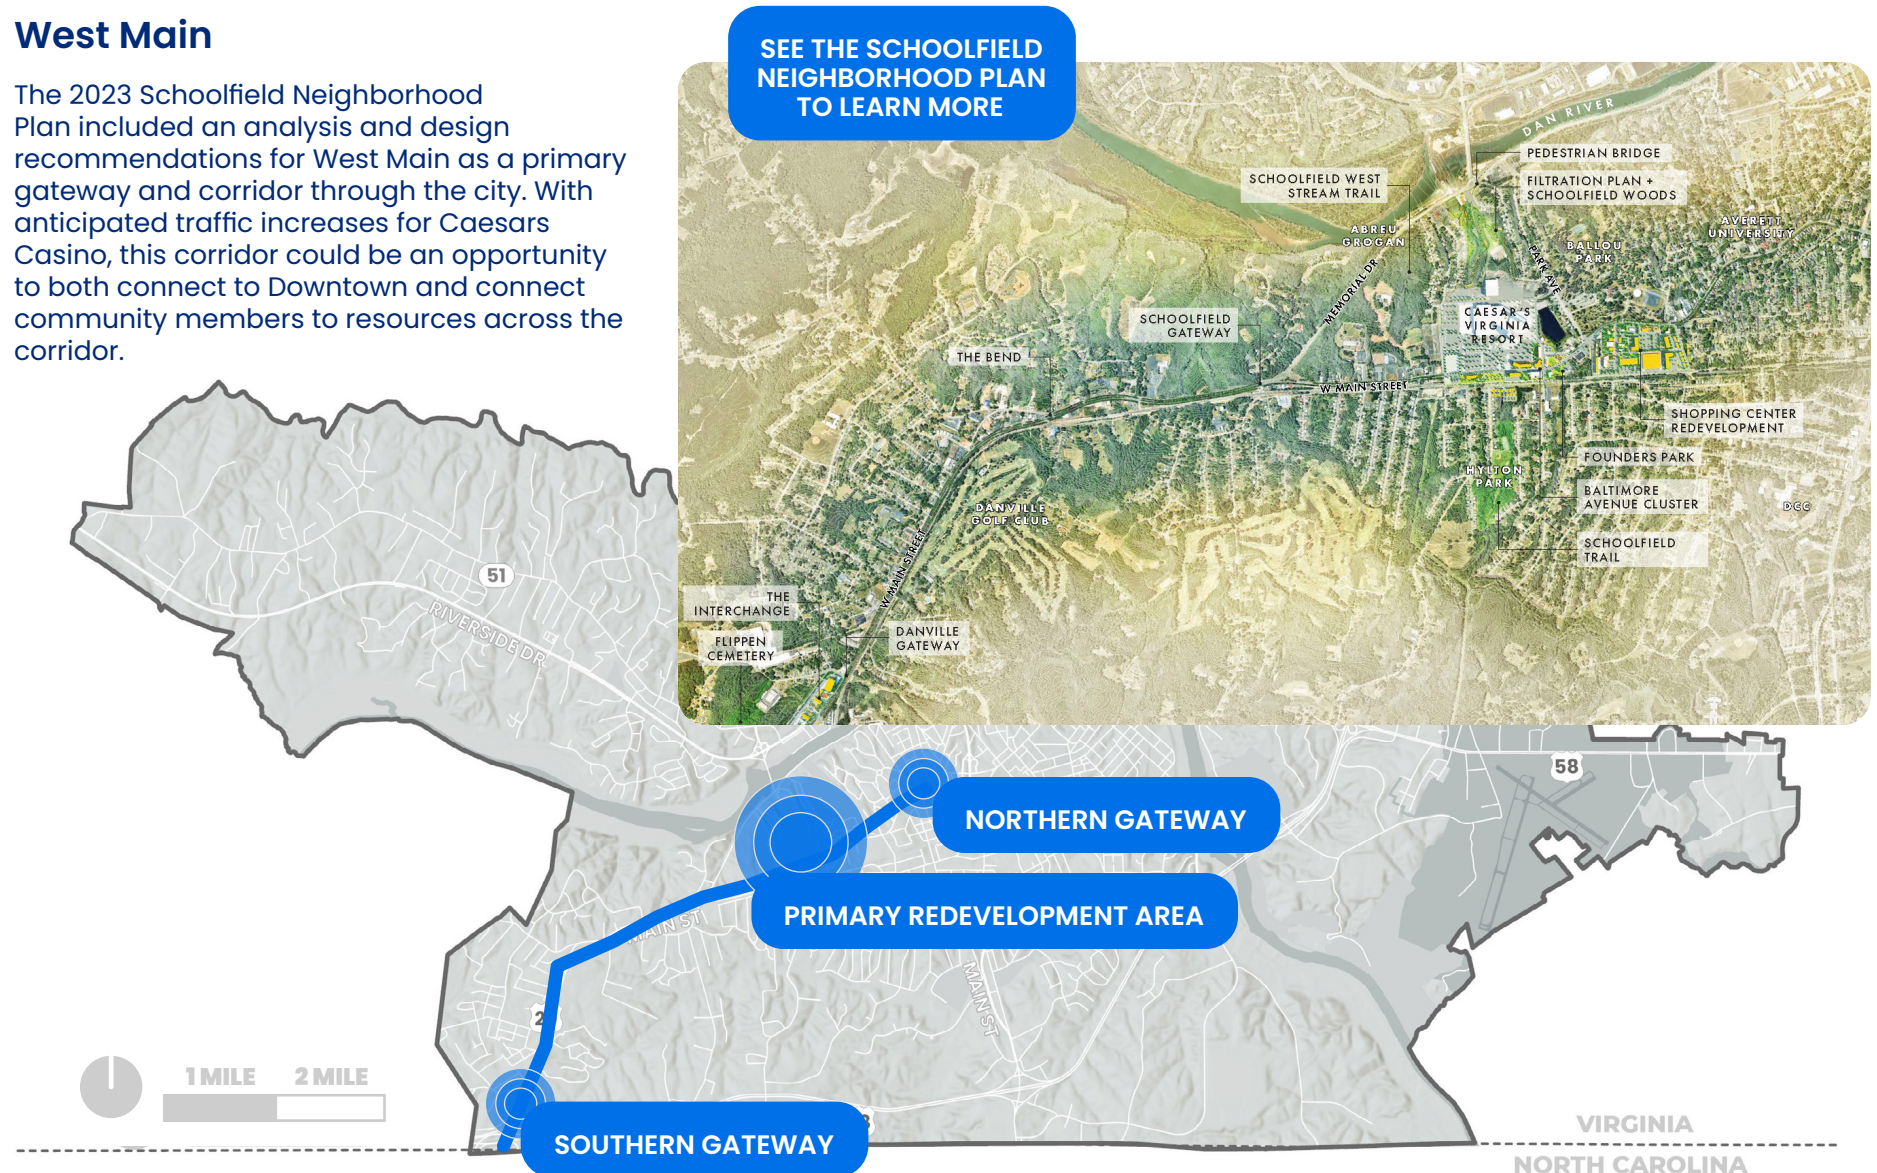 West Main
The 2023 Schoolfield Neighborhood
Plan included an analysis and design
recommendations for West Main as a primary
gateway and corridor through the city. With
anticipated traffic increases for Caesars
Casino, this corridor could be an opportunity
to both connect to Downtown and connect
community members to resources across the
corridor.
SEE THE SCHOOLFIELD
NEIGHBORHOOD PLAN
TO LEARN MORE
DAN RIVER
PEDESTRIAN BRIDGE
FILTRATION PLAN +
SCHOOLFIELD WOODS
SCHOOLFIELD WEST
STREAM TRAIL
AVERETT
UNIVERSITY
ABREU
GROGAN
BALLOU
PARK
PARK AVE
MEMORIAL DR
CAESAR'S
VIRGINIA
RESORT
SCHOOLFIELD
GATEWAY
THE BEND
W MAIN STREET
SHOPPING CENTER
REDEVELOPMENT
FOUNDERS PARK
HYLTON
PARK
BALTIMORE
AVENUE CLUSTER
DCC
DANVILLE
GOLF CLUB
SCHOOLFIELD
TRAIL
W MAIN STREET
THE
INTERCHANGE
FLIPPEN
CEMETERY
DANVILLE
GATEWAY
51
RIVERSIDE DR
58
NORTHERN GATEWAY
PRIMARY REDEVELOPMENT AREA
MAIN ST
MAIN ST
2
1 MILE 2 MILE
SOUTHERN GATEWAY
VIRGINIA
NORTH CAROLINA